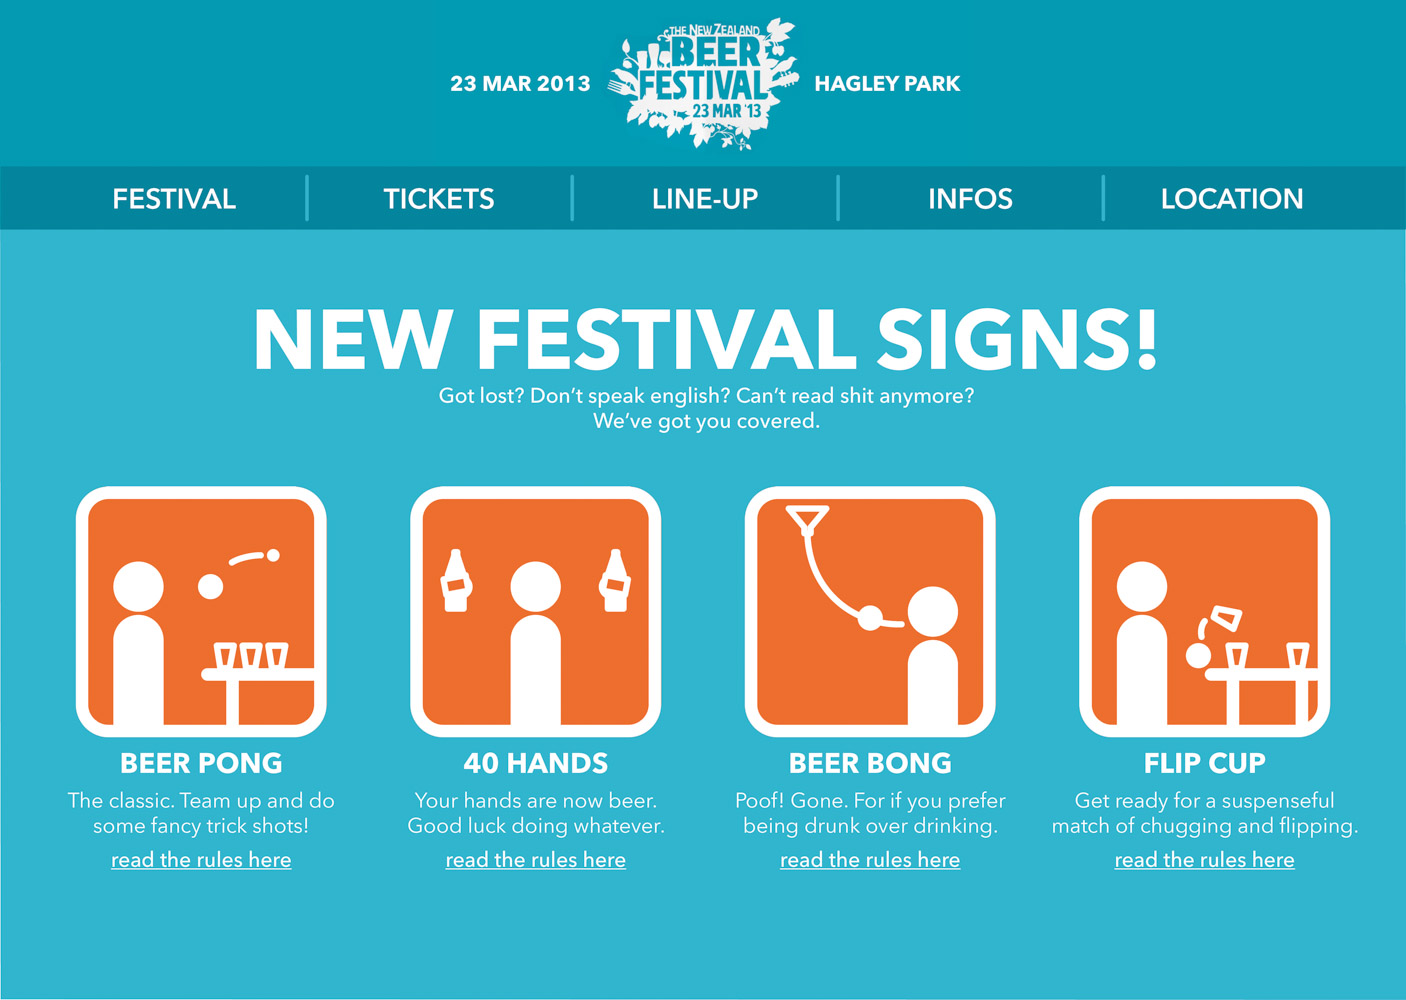 THE NEW ZEALAND
BEER
FESTIVAL
23 MAR '13
23 MAR 2013
HAGLEY PARK
FESTIVAL
TICKETS
LINE-UP
INFOS
LOCATION
NEW FESTIVAL SIGNS!
Got lost? Don't speak english? Can't read shit anymore?
We've got you covered.
BEER PONG
The classic. Team up and do
some fancy trick shots!
read the rules here
40 HANDS
Your hands are now beer.
Good luck doing whatever.
read the rules here
BEER BONG
Poof! Gone. For if you prefer
being drunk over drinking.
read the rules here
FLIP CUP
Get ready for a suspenseful
match of chugging and flipping.
read the rules here